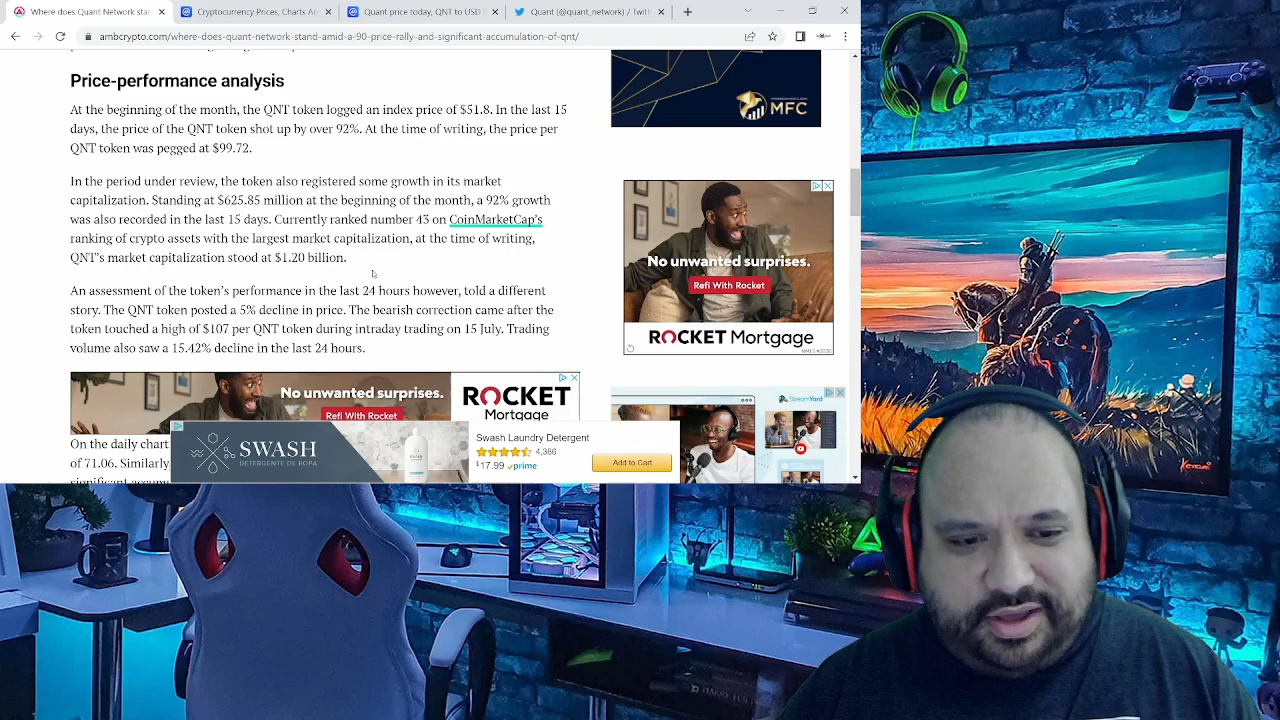 Where does Quant Network stan
Cryptocurrency Prices, Charts An
Quant price today, QNT to USD
Quant (@quant_network) / Twitte
ambcrypto.com/where-does-quant-network-stand-amid-a-90-price-rally-and-significant-accumulation-of-qnt/
Price-performance analysis
beginning of the month, the QNT token logged an index price of $51.8. In the last 15
days, the price of the QNT token shot up by over 92%. At the time of writing, the price per
QNT token was pegged at $99.72.
In the period under review, the token also registered some growth in its market
capitalization. Standing at $625.85 million at the beginning of the month, a 92% growth
was also recorded in the last 15 days. Currently ranked number 43 on CoinMarketCap's
ranking of crypto assets with the largest market capitalization, at the time of writing,
QNT's market capitalization stood at $1.20 billion.
An assessment of the token's performance in the last 24 hours however, told a different
story. The QNT token posted a 5% decline in price. The bearish correction came after the
token touched a high of $107 per QNT token during intraday trading on 15 July. Trading
volume also saw a 15.42% decline in the last 24 hours.
No unwanted surprises.
Refi With Rocket
ROCKET
Mortgage
On the daily chart
of 71.06. Similarly,
SWASH
DETERGENTE DE ROPA
Swash Laundry Detergent
4,386
$17.99 prime
Add to Cart
MFC
No unwanted surprises.
Refi With Rocket
ROCKET Mortgage
StreamYard